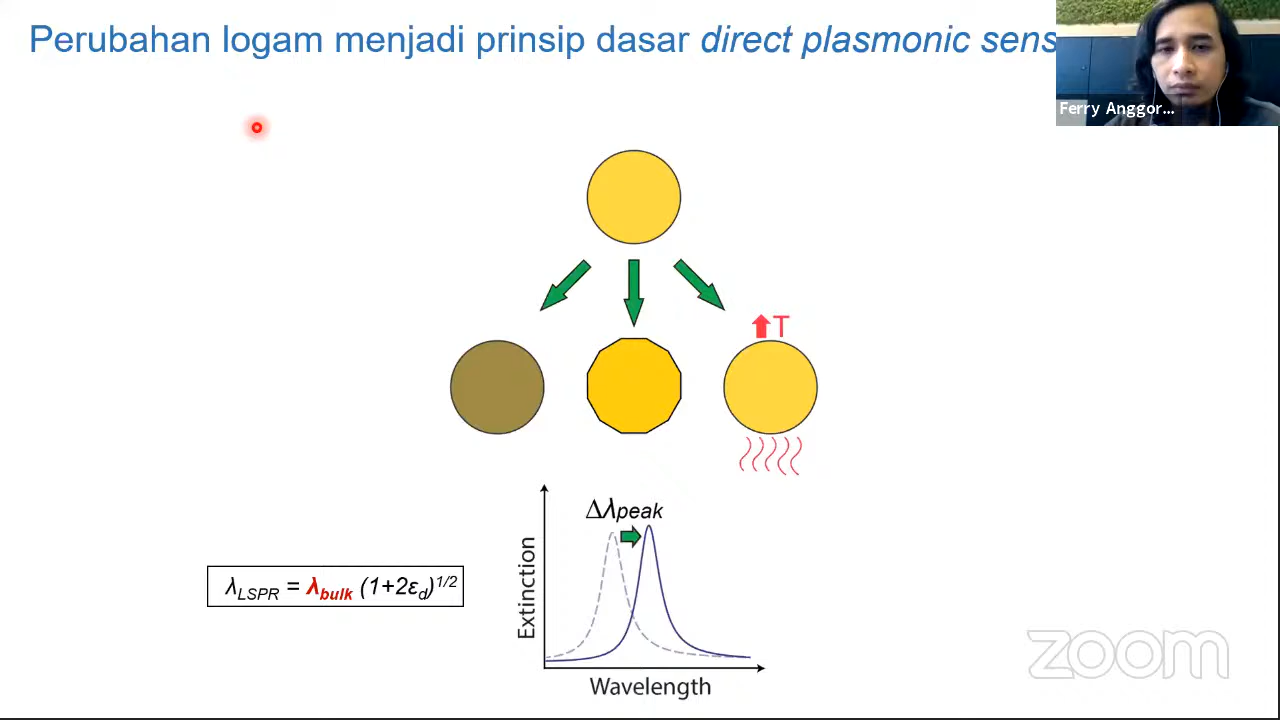 Perubahan logam menjadi prinsip dasar direct plasmonic sens
Ferry Anggor...
T
Δλpeak
Extinction
λLSPR = λbulk (1+2εd)1/2
Wavelength
zoom